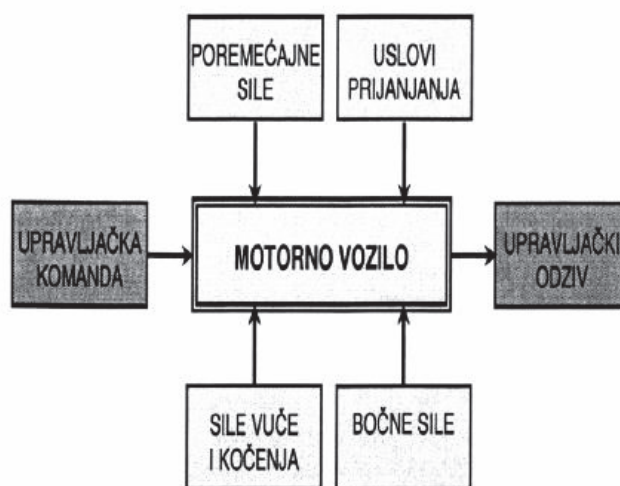 POREMEĆAJNE
SILE
USLOVI
PRIJANJANJA
UPRAVLJAČKA
KOMANDA
MOTORNO VOZILO
UPRAVLJAČKI
ODZIV
SILE VUČE
I KOČENJA
BOČNE SILE